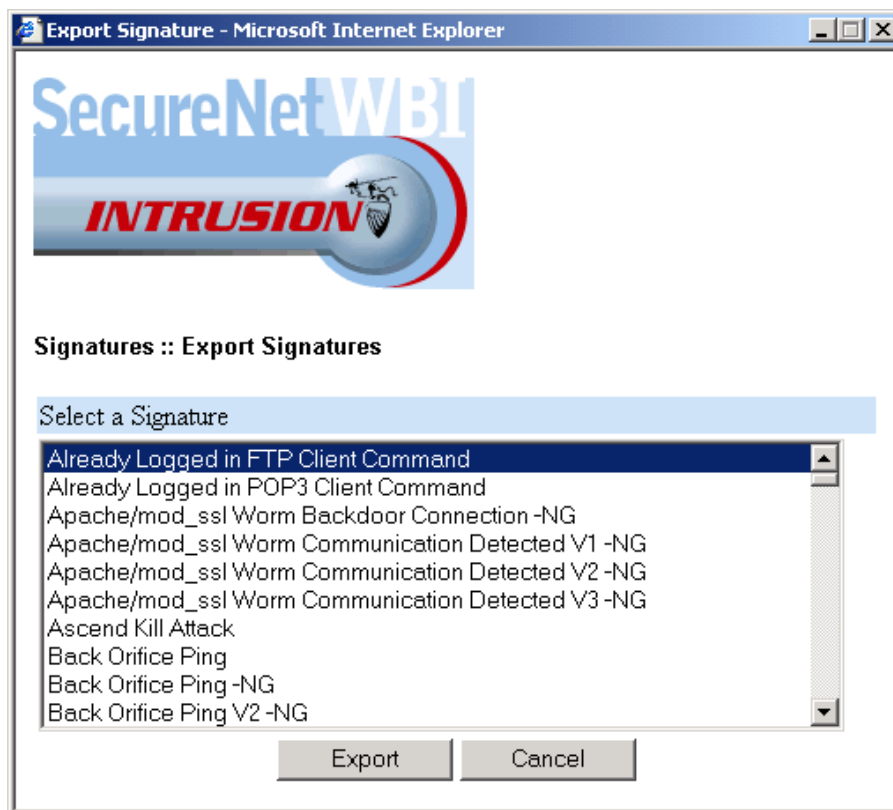 Export Signature - Microsoft Internet Explorer
SecureNetWBI
INTRUSION
Signatures :: Export Signatures
Select a Signature
Already Logged in FTP Client Command
Already Logged in POP3 Client Command
Apache/mod_ssl Worm Backdoor Connection -NG
Apache/mod_ssl Worm Communication Detected V1 -NG
Apache/mod_ssl Worm Communication Detected V2 -NG
Apache/mod_ssl Worm Communication Detected V3 -NG
Ascend Kill Attack
Back Orifice Ping
Back Orifice Ping -NG
Back Orifice Ping V2 -NG
Export Cancel